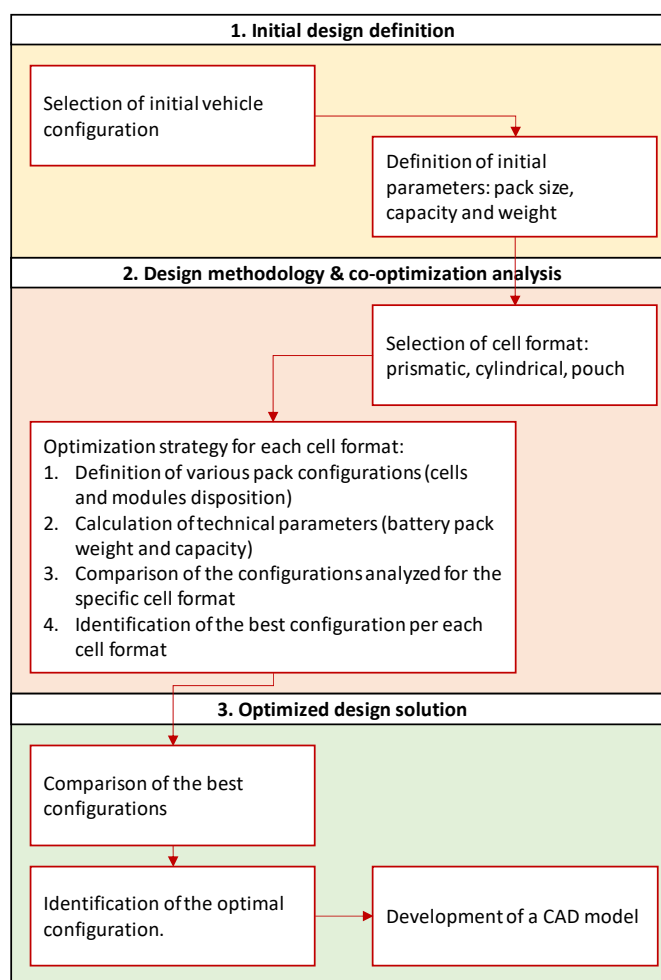 1. Initial design definition
Selection of initial vehicle
configuration
Definition of initial
parameters: pack size,
capacity and weight
2. Design methodology & co-optimization analysis
Selection of cell format:
prismatic, cylindrical, pouch
Optimization strategy for each cell format:
1. Definition of various pack configurations (cells
and modules disposition)
2. Calculation of technical parameters (battery pack
weight and capacity)
3. Comparison of the configurations analyzed for the
specific cell format
4. Identification of the best configuration per each
cell format
3. Optimized design solution
Comparison of the best
configurations
Identification of the optimal
configuration.
Development of a CAD model